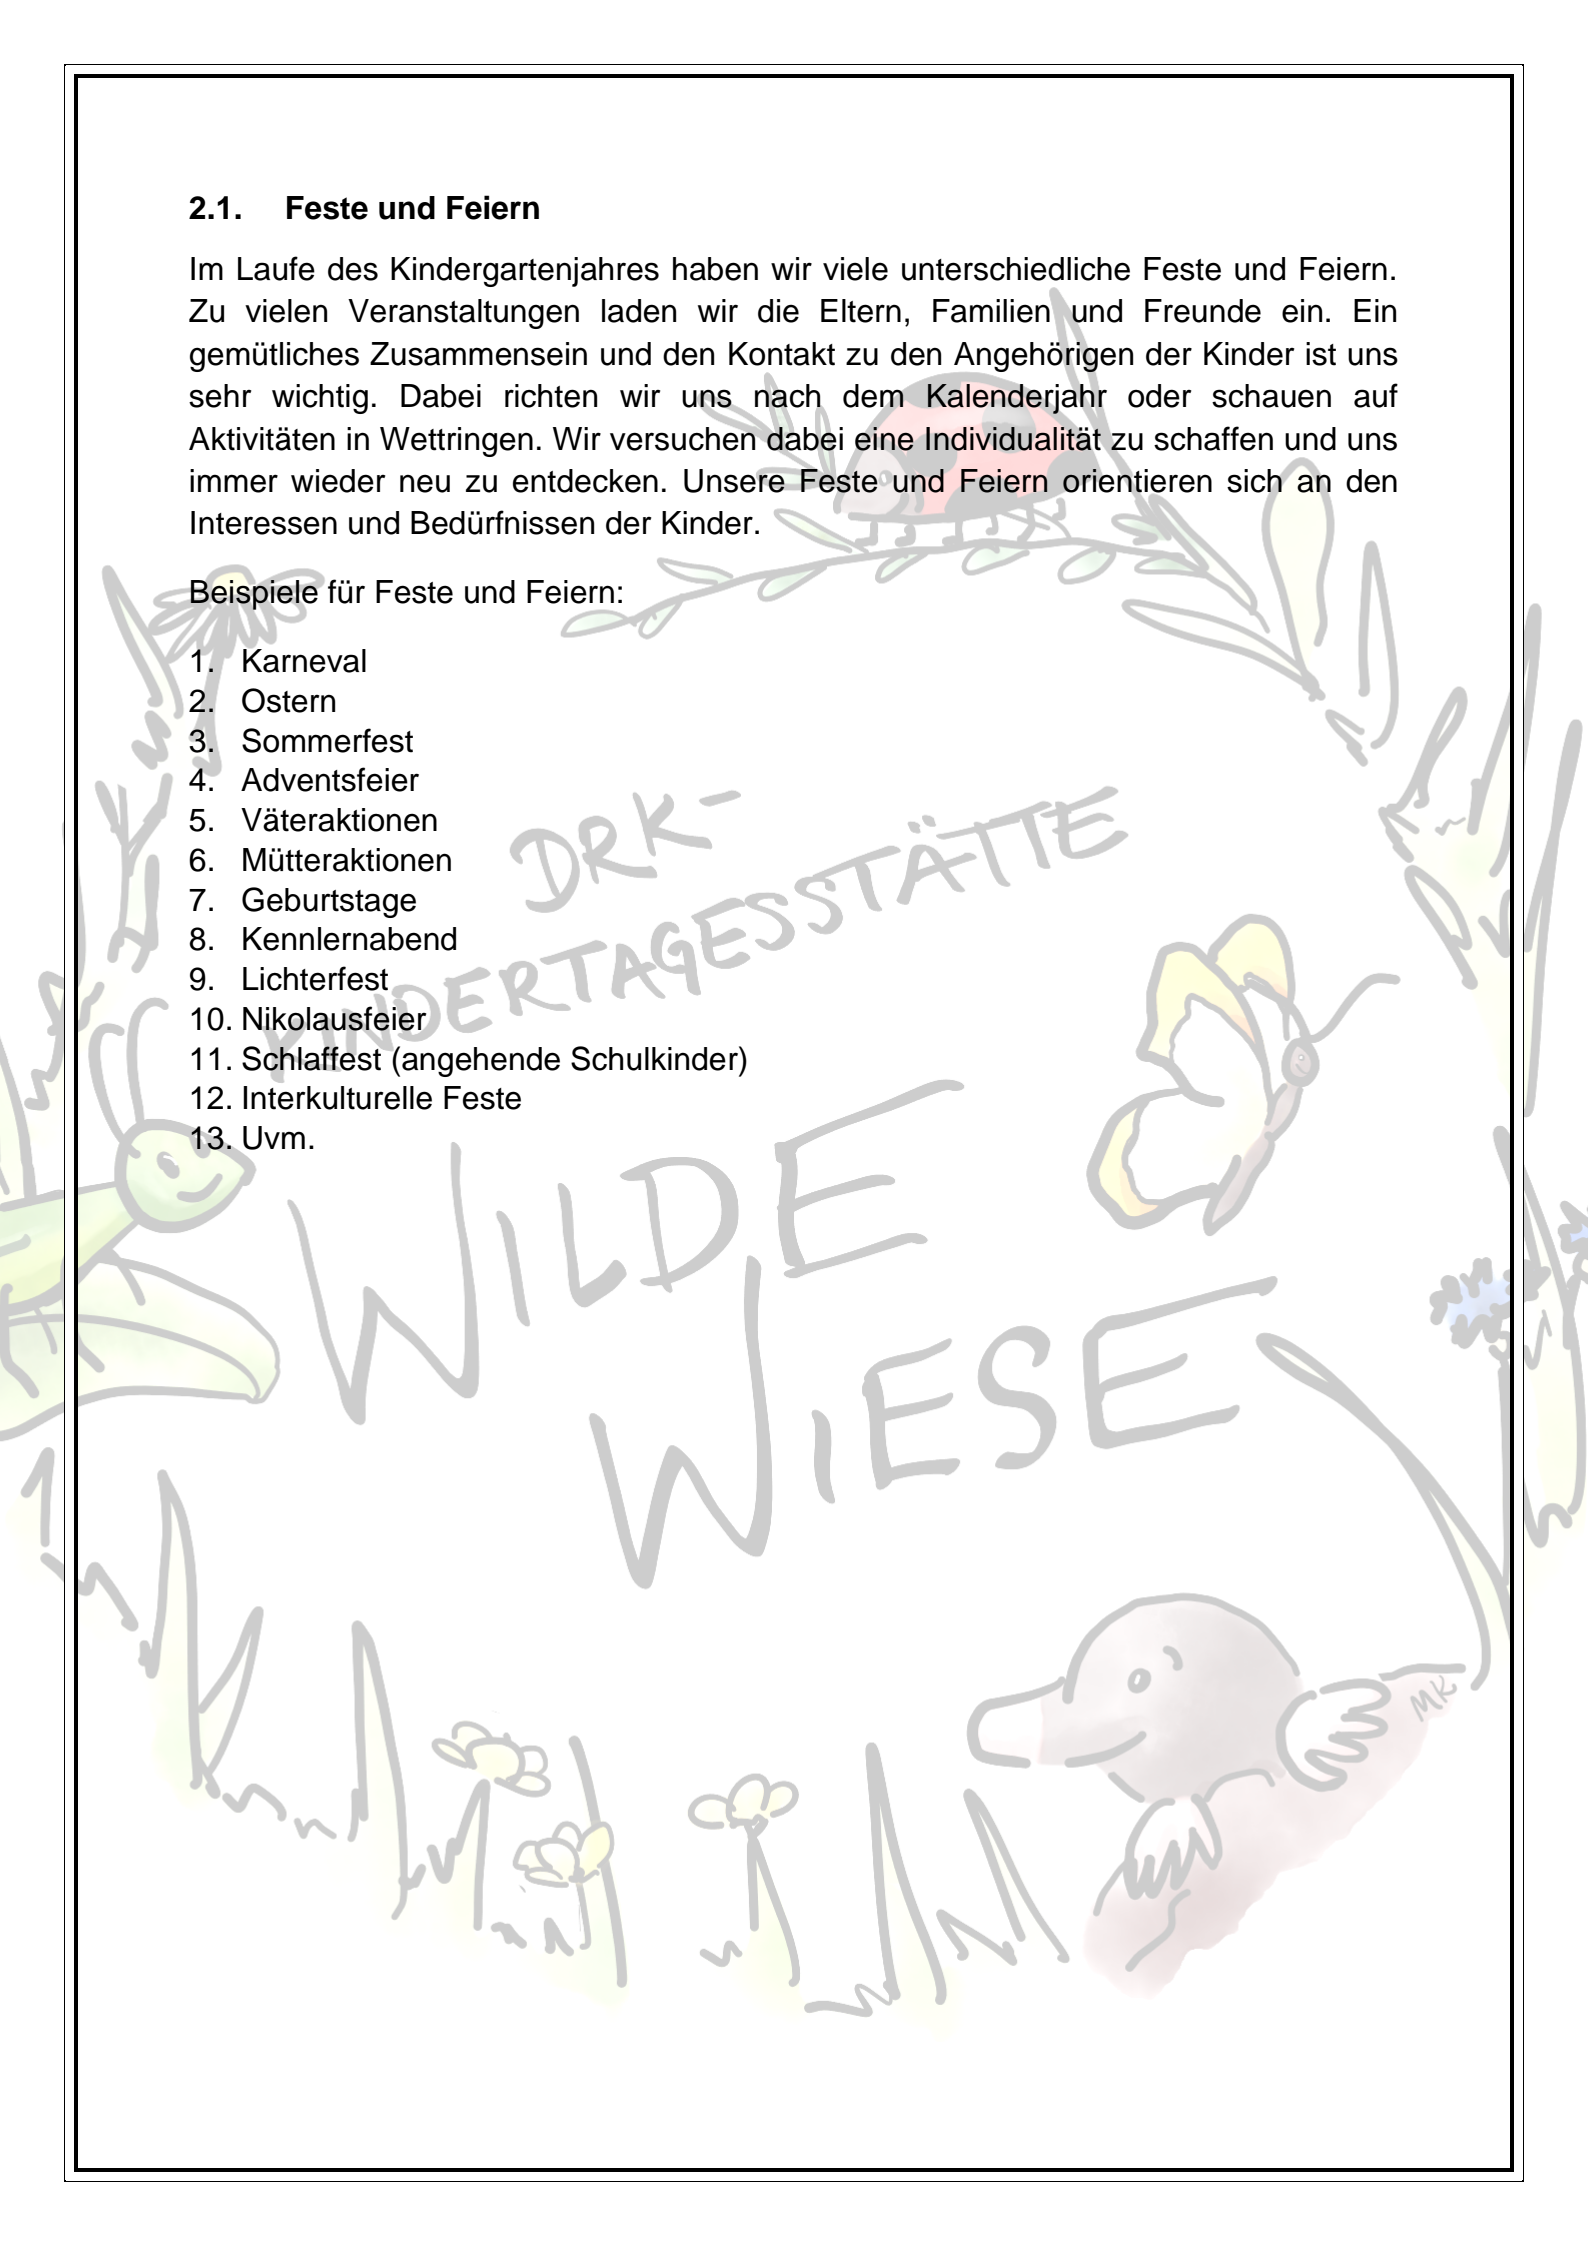 2.1. Feste und Feiern
Im Laufe des Kindergartenjahres haben wir viele unterschiedliche Feste und Feiern.
Zu vielen Veranstaltungen laden wir die Eltern, Familien und Freunde ein. Ein
gemütliches Zusammensein und den Kontakt zu den Angehörigen der Kinder ist uns
sehr wichtig. Dabei richten wir uns nach dem Kalenderjahr oder schauen auf
Aktivitäten in Wettringen. Wir versuchen dabei eine Individualität zu schaffen und uns
immer wieder neu zu entdecken. Unsere Feste und Feiern orientieren sich an den
Interessen und Bedürfnissen der Kinder.
Beispiele für Feste und Feiern:
1. Karneval
2. Ostern
3. Sommerfest
4. Adventsfeier
5. Väteraktionen
6. Mütteraktionen
7. Geburtstage
8. Kennlernabend
9. Lichterfest
10. Nikolausfeier
11. Schlaffest (angehende Schulkinder)
12. Interkulturelle Feste
13. Uvm.
DRK-
KINDERTAGESSTÄTTE
WILDE
WIESE
MK